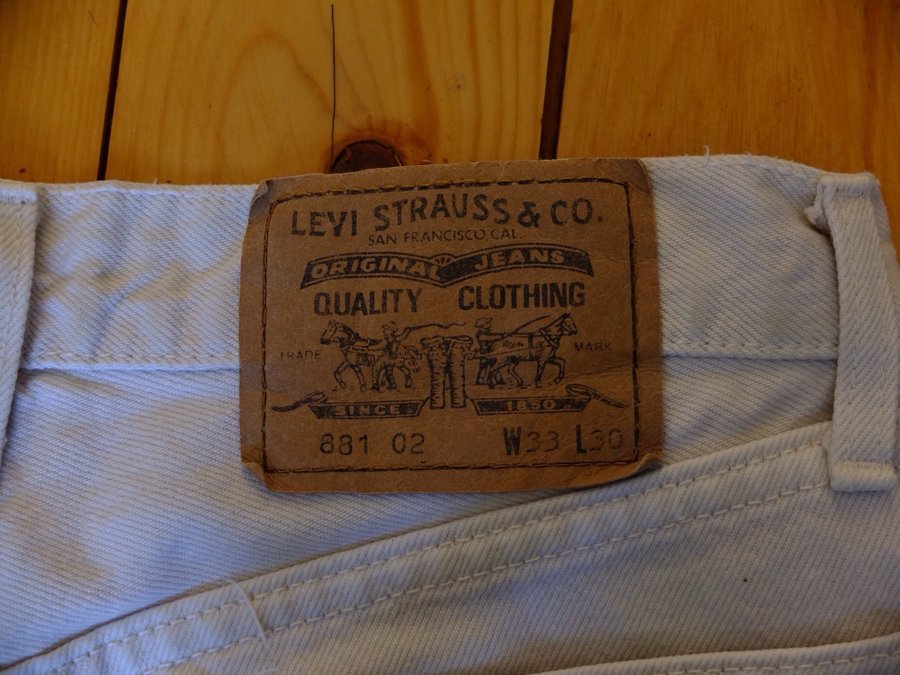 LEVI STRAUSS & CO.
SAN FRANCISCO CAL
ORIGINAL JEANS
QUALITY CLOTHING
TRADE MARK
SINCE 1850
881 02 W33 L30